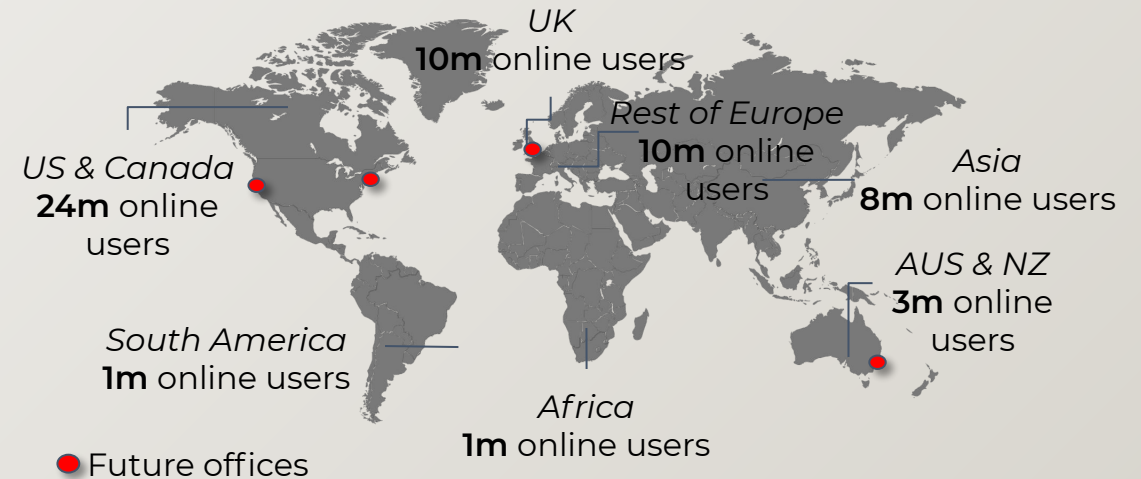 UK
10m online users
Rest of Europe
10m online
users
US & Canada
24m online
users
Asia
8m online users
AUS & NZ
3m online
users
South America
1m online users
Africa
1m online users
Future offices